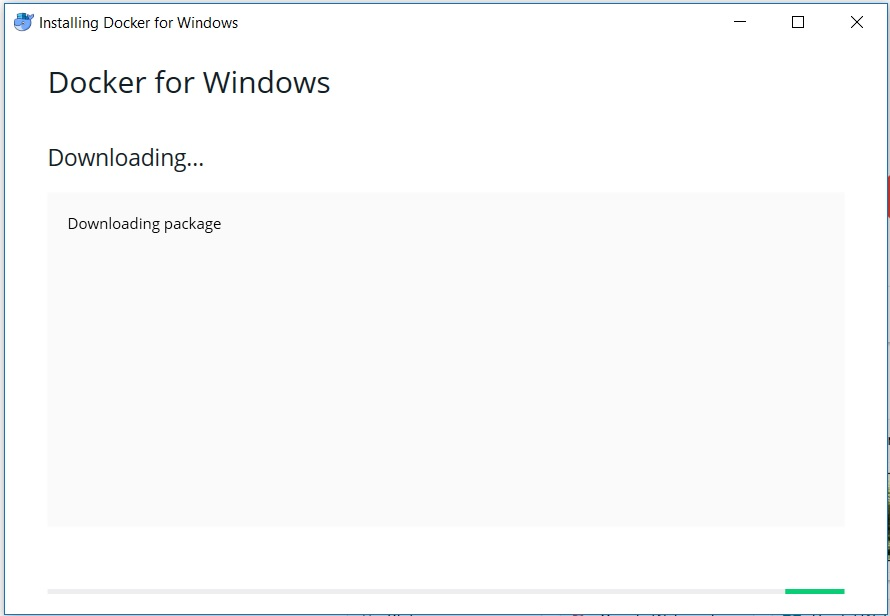 Installing Docker for Windows
Docker for Windows
Downloading...
Downloading package